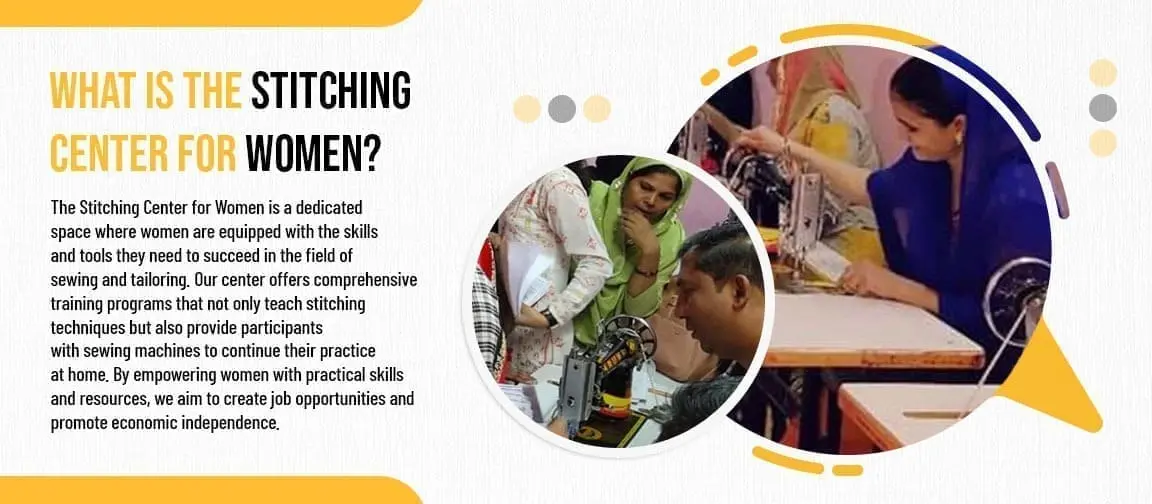 WHAT IS THE STITCHING
CENTER FOR WOMEN?
The Stitching Center for Women is a dedicated
space where women are equipped with the skills
and tools they need to succeed in the field of
sewing and tailoring. Our center offers comprehensive
training programs that not only teach stitching
techniques but also provide participants
with sewing machines to continue their practice
at home. By empowering women with practical skills
and resources, we aim to create job opportunities and
promote economic independence.